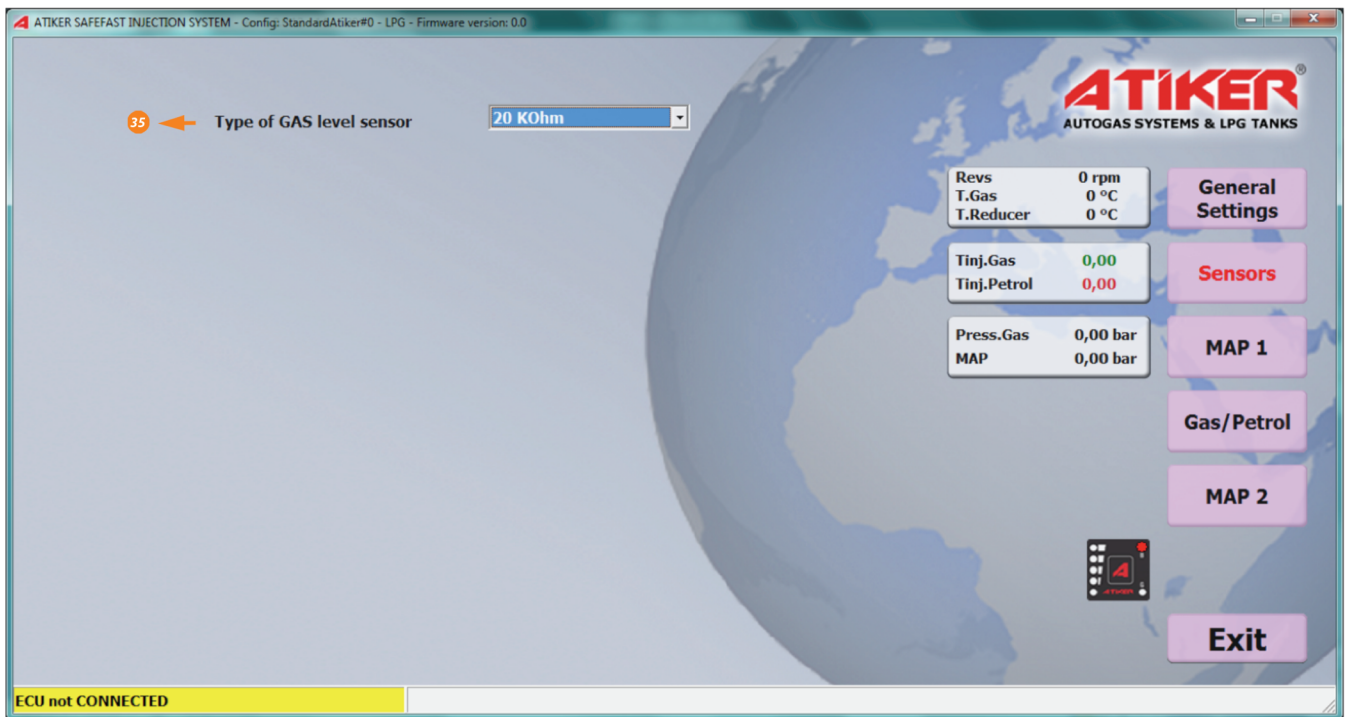 ATIKER SAFEFAST INJECTION SYSTEM - Config: StandardAtiker#0 - LPG - Firmware version: 0.0
ATIKER®
AUTOGAS SYSTEMS & LPG TANKS
35 Type of GAS level sensor 20 KOhm
Revs 0 rpm
T.Gas 0 °C
T.Reducer 0 °C
General
Settings
Tinj.Gas 0,00
Tinj.Petrol 0,00
Sensors
Press.Gas 0,00 bar
MAP 0,00 bar
MAP 1
Gas/Petrol
MAP 2
ATIKER
Exit
ECU not CONNECTED